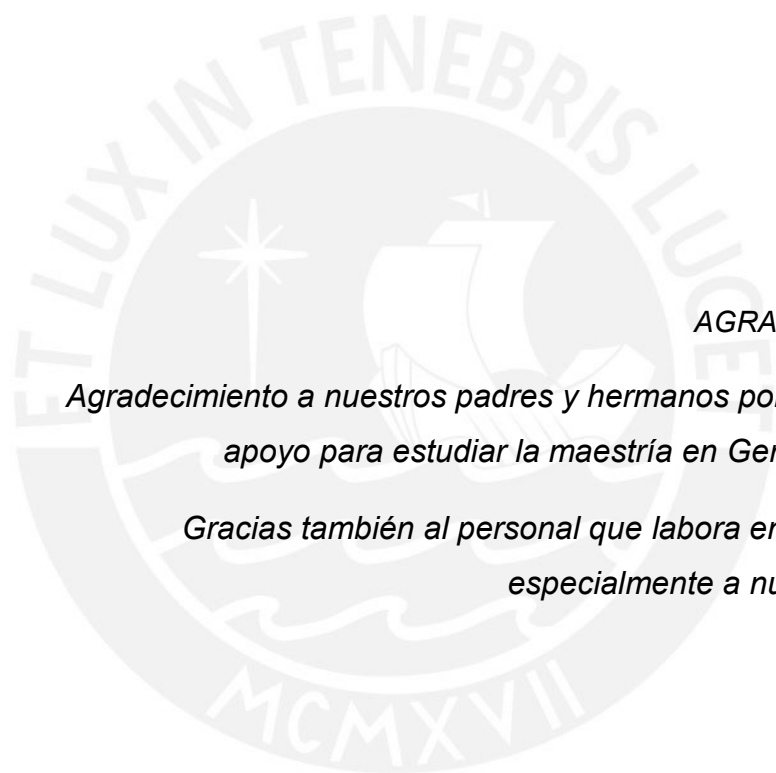 ET LUX IN TENEBRIS LUCET
AGRA
Agradecimiento a nuestros padres y hermanos por
apoyo para estudiar la maestría en Ger
Gracias también al personal que labora en
especialmente a nu
MCMXVII